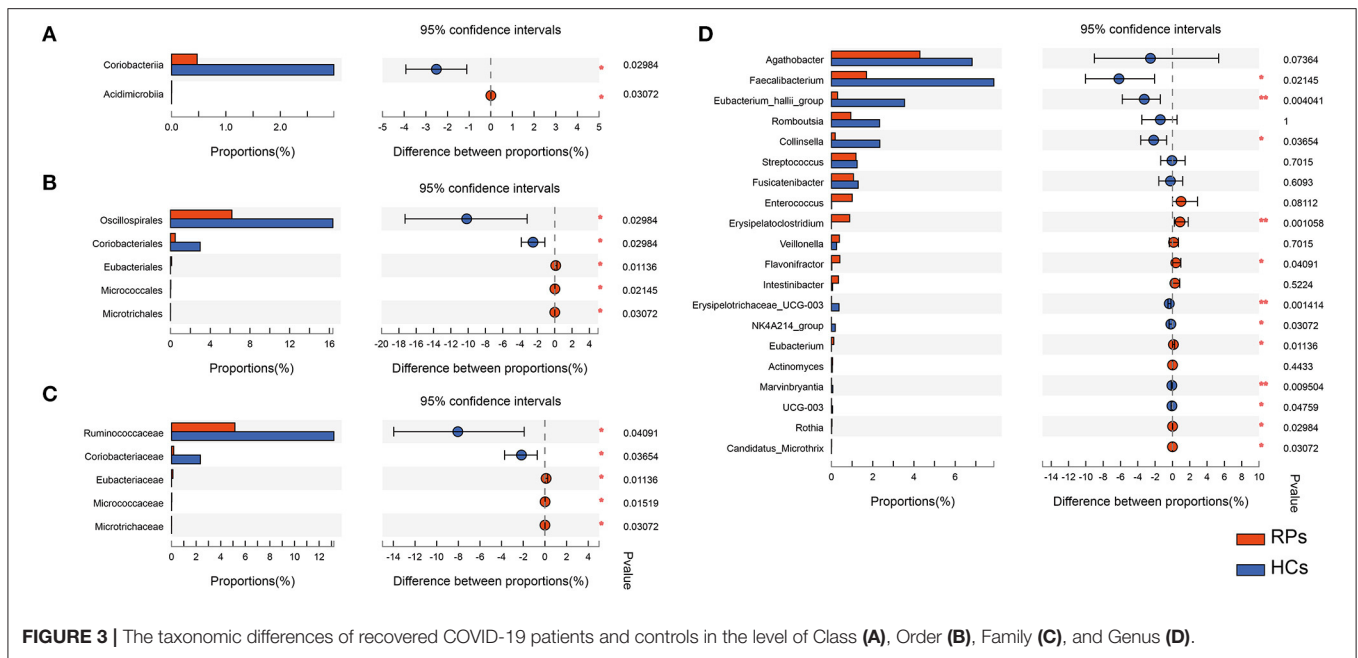 A
95% confidence intervals
Coriobacteriia
* 0.02984
Acidimicrobiia
* 0.03072
0.0 1.0 2.0
-5 -4 -3 -2 -1 0 1 2 3 4 5
Proportions(%)
Difference between proportions(%)
B
95% confidence intervals
Oscillospirales
* 0.02984
Coriobacteriales
* 0.02984
Eubacteriales
* 0.01136
Micrococcales
* 0.02145
Microtrichales
* 0.03072
0 4 8 12 16
-20 -18 -16 -14 -12 -10 -8 -6 -4 -2 0 2 4
Proportions(%)
Difference between proportions(%)
C
95% confidence intervals
Ruminococcaceae
* 0.04091
Coriobacteriaceae
* 0.03654
Eubacteriaceae
* 0.01136
Micrococcaceae
* 0.01519
Microtrichaceae
* 0.03072
0 2 4 6 8 10 12
-14 -12 -10 -8 -6 -4 -2 0 2 4
Proportions(%)
Difference between proportions(%)
Pvalue
D
95% confidence intervals
Agathobacter
0.07364
Faecalibacterium
* 0.02145
Eubacterium_hallii_group
** 0.004041
Romboutsia
1
Collinsella
* 0.03654
Streptococcus
0.7015
Fusicatenibacter
0.6093
Enterococcus
0.08112
Erysipelatoclostridium
** 0.001058
Veillonella
0.7015
Flavonifractor
* 0.04091
Intestinibacter
0.5224
Erysipelotrichaceae_UCG-003
** 0.001414
NK4A214_group
* 0.03072
Eubacterium
* 0.01136
Actinomyces
0.4433
Marvinbryantia
** 0.009504
UCG-003
* 0.04759
Rothia
* 0.02984
Candidatus_Microthrix
* 0.03072
0 2 4 6
-14 -12 -10 -8 -6 -4 -2 0 2 4 6 8 10
Proportions(%)
Difference between proportions(%)
Pvalue
RPs
HCs
FIGURE 3 | The taxonomic differences of recovered COVID-19 patients and controls in the level of Class (A), Order (B), Family (C), and Genus (D).